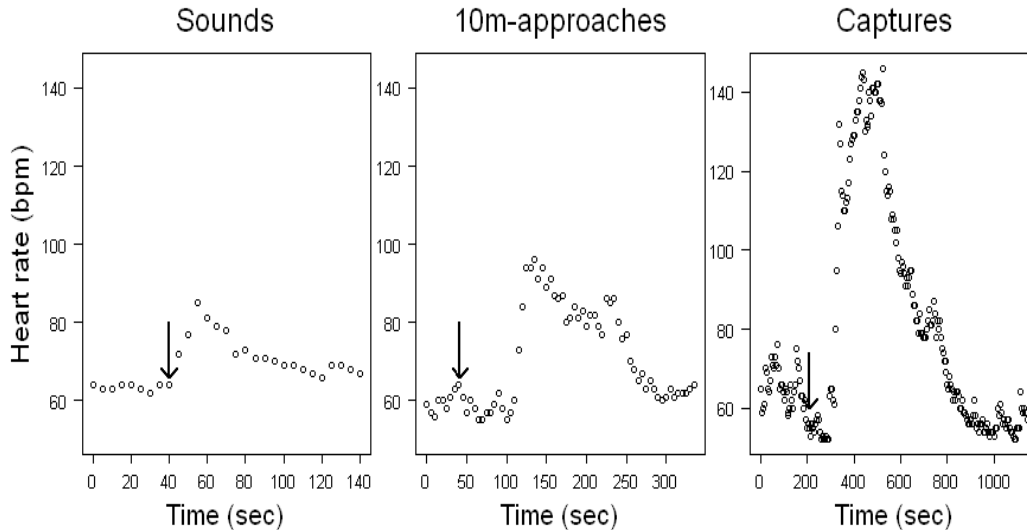 Sounds 10m-approaches Captures
Heart rate (bpm)
140 140 140
120 120 120
100 100 100
80 80 80
60 60 60
0 20 40 60 80 100 120 140 0 50 100 150 200 250 300 0 200 400 600 800 1000
Time (sec) Time (sec) Time (sec)